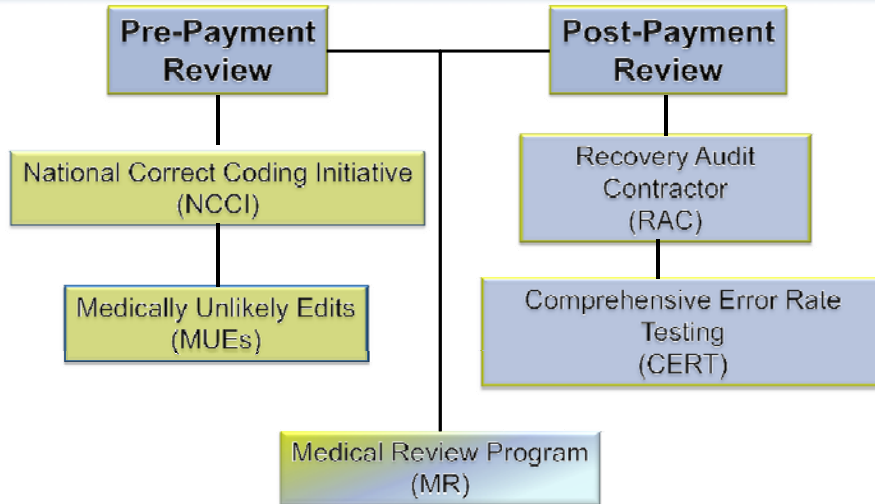 Pre-Payment
Review
Post-Payment
Review
National Correct Coding Initiative
(NCCI)
Recovery Audit
Contractor
(RAC)
Medically Unlikely Edits
(MUEs)
Comprehensive Error Rate
Testing
(CERT)
Medical Review Program
(MR)